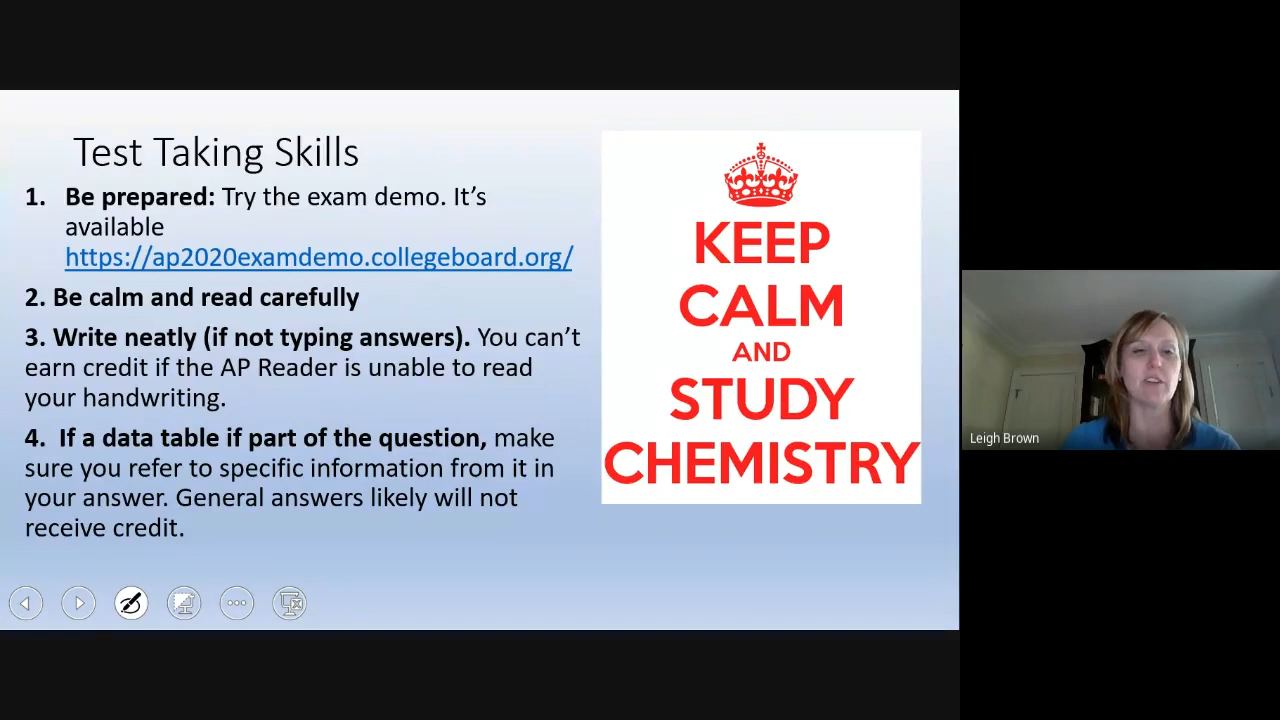 Test Taking Skills
1. Be prepared: Try the exam demo. It’s
available
https://ap2020examdemo.collegeboard.org/
2. Be calm and read carefully
3. Write neatly (if not typing answers). You can’t
earn credit if the AP Reader is unable to read
your handwriting.
4. If a data table if part of the question, make
sure you refer to specific information from it in
your answer. General answers likely will not
receive credit.
KEEP
CALM
AND
STUDY
CHEMISTRY
Leigh Brown